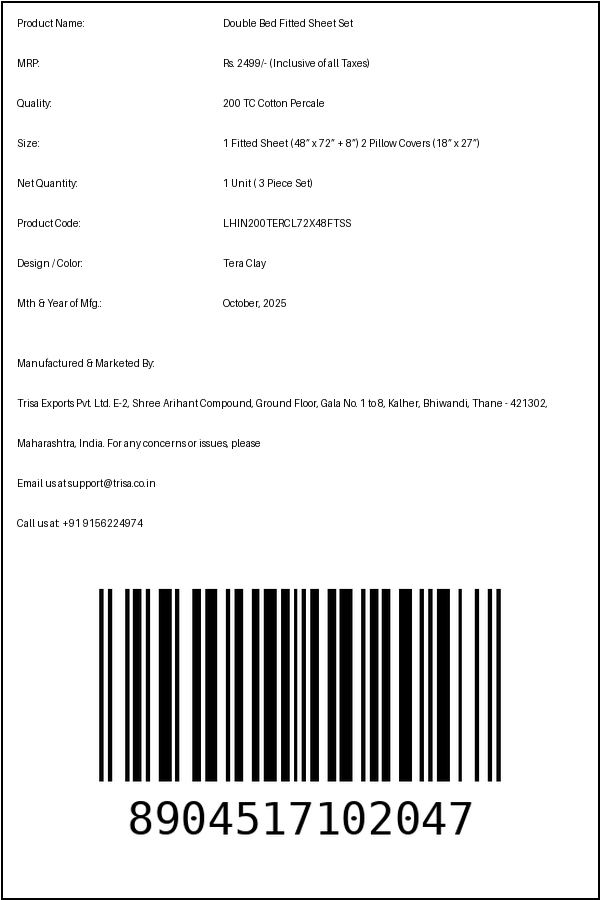 Product Name: Double Bed Fitted Sheet Set
MRP: Rs. 2499/- (Inclusive of all Taxes)
Quality: 200 TC Cotton Percale
Size: 1 Fitted Sheet (48” x 72” + 8”) 2 Pillow Covers (18” x 27”)
Net Quantity: 1 Unit ( 3 Piece Set)
Product Code: LHIN200TERCL72X48FTSS
Design / Color: Tera Clay
Mth & Year of Mfg.: October, 2025
Manufactured & Marketed By:
Trisa Exports Pvt. Ltd. E-2, Shree Arihant Compound, Ground Floor, Gala No. 1 to 8, Kalher, Bhiwandi, Thane - 421302,
Maharashtra, India. For any concerns or issues, please
Email us at support@trisa.co.in
Call us at: +91 9156224974
8904517102047